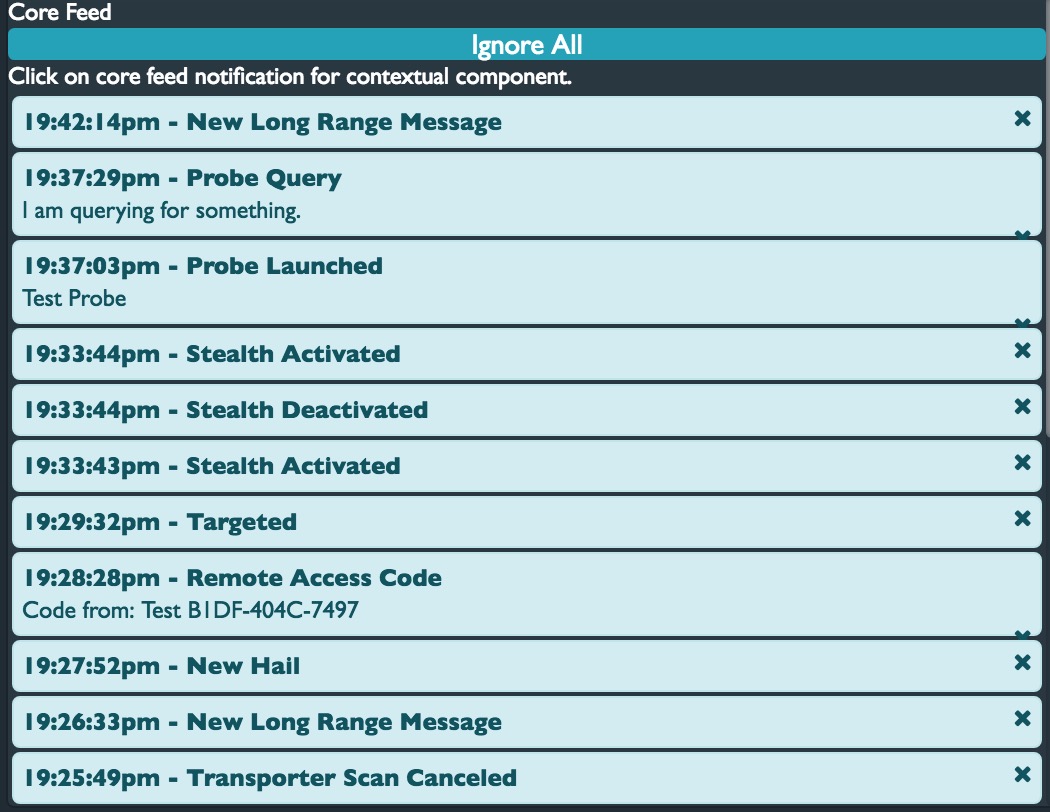 Core Feed
Ignore All
Click on core feed notification for contextual component.
19:42:14pm - New Long Range Message
19:37:29pm - Probe Query
I am querying for something.
19:37:03pm - Probe Launched
Test Probe
19:33:44pm - Stealth Activated
19:33:44pm - Stealth Deactivated
19:33:43pm - Stealth Activated
19:29:32pm - Targeted
19:28:28pm - Remote Access Code
Code from: Test B1DF-404C-7497
19:27:52pm - New Hail
19:26:33pm - New Long Range Message
19:25:49pm - Transporter Scan Canceled